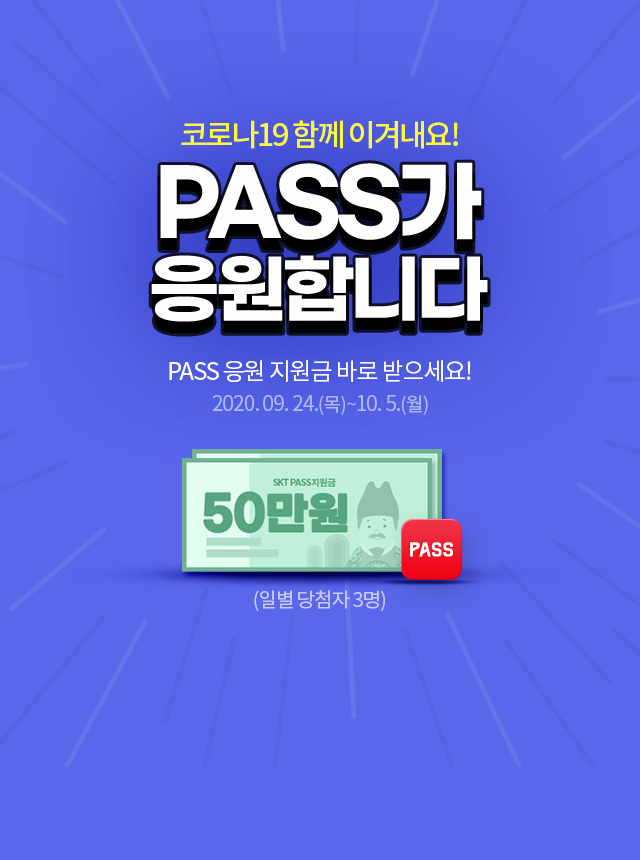 코로나19 함께 이겨내요!
PASS가
응원합니다
PASS 응원 지원금 바로 받으세요!
2020. 09. 24.(목)~10. 5.(월)
SKT PASS지원금
50만원
PASS
(일별 당첨자 3명)